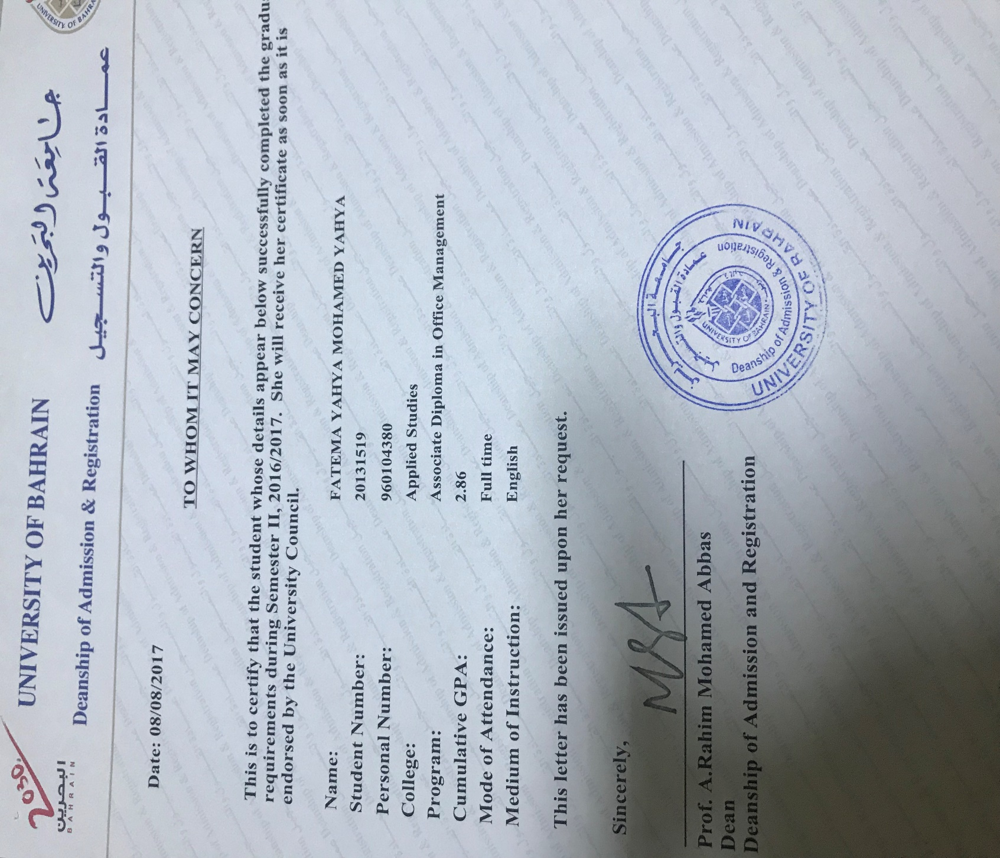 2030
البحرين
BAHRAIN
UNIVERSITY OF BAHRAIN
جامعة البحرين
Deanship of Admission & Registration
عمادة القبول والتسجيل
UNIVERSITY OF BAHRA
Date: 08/08/2017
TO WHOM IT MAY CONCERN
This is to certify that the student whose details appear below successfully completed the gradu
requirements during Semester II, 2016/2017. She will receive her certificate as soon as it is
endorsed by the University Council.
Name: FATEMA YAHYA MOHAMED YAHYA
Student Number: 20131519
Personal Number: 960104380
College: Applied Studies
Program: Associate Diploma in Office Management
Cumulative GPA: 2.86
Mode of Attendance: Full time
Medium of Instruction: English
This letter has been issued upon her request.
Sincerely,
Prof. A.Rahim Mohamed Abbas
Dean
Deanship of Admission and Registration
جامعة البحرين
عمادة القبول والتسجيل
UNIVERSITY OF BAHRAIN
Deanship of Admission & Registration
UNIVERSITY OF BAHRAIN